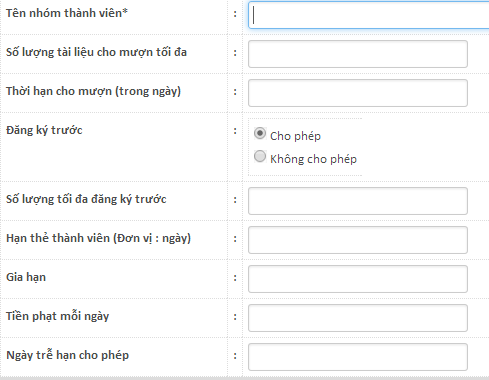 Tên nhóm thành viên* :
Số lượng tài liệu cho mượn tối đa :
Thời hạn cho mượn (trong ngày) :
Đăng ký trước : Cho phép
Không cho phép
Số lượng tối đa đăng ký trước :
Hạn thẻ thành viên (Đơn vị : ngày) :
Gia hạn :
Tiền phạt mỗi ngày :
Ngày trễ hạn cho phép :